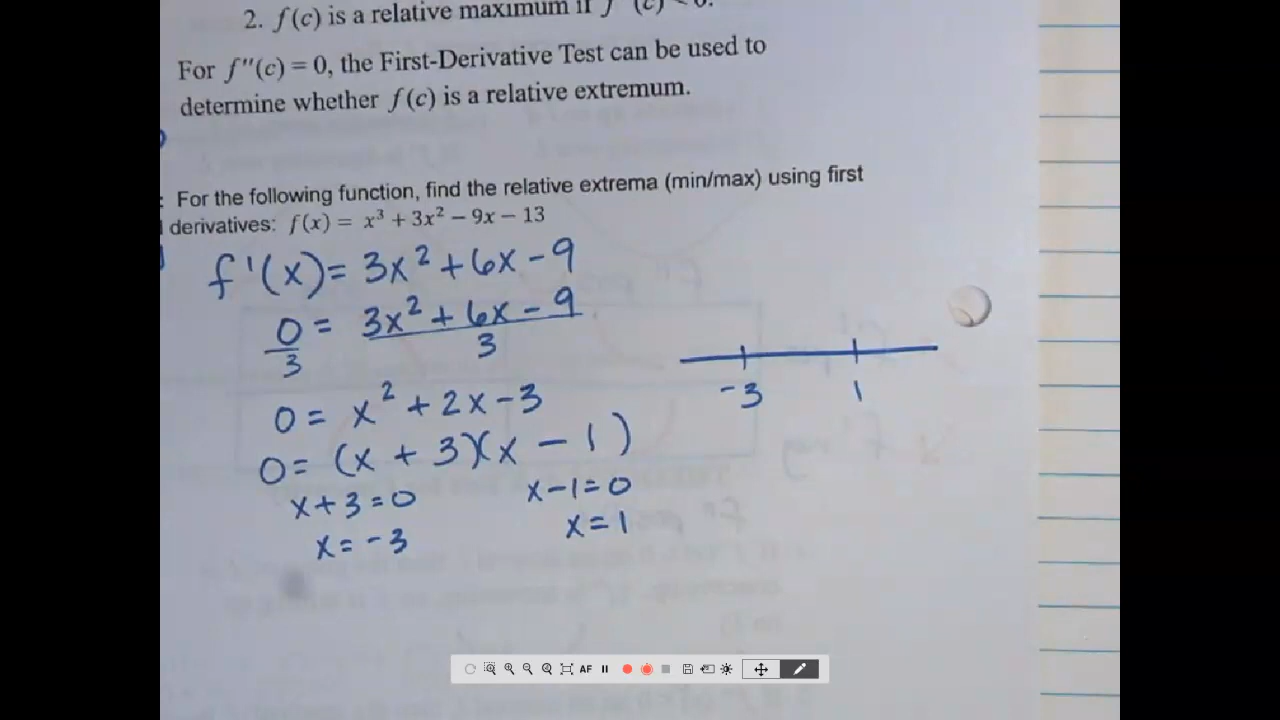 2. f(c) is a relative maximum if f''(c) < 0.
For f''(c) = 0, the First-Derivative Test can be used to
determine whether f(c) is a relative extremum.
: For the following function, find the relative extrema (min/max) using first
derivatives: f(x) = x³ + 3x² − 9x − 13
f'(x) = 3x² + 6x - 9
0/3 = (3x² + 6x - 9)/3
-3 1
0 = x² + 2x - 3
0 = (x + 3)(x - 1)
x + 3 = 0 x - 1 = 0
x = -3 x = 1
AF